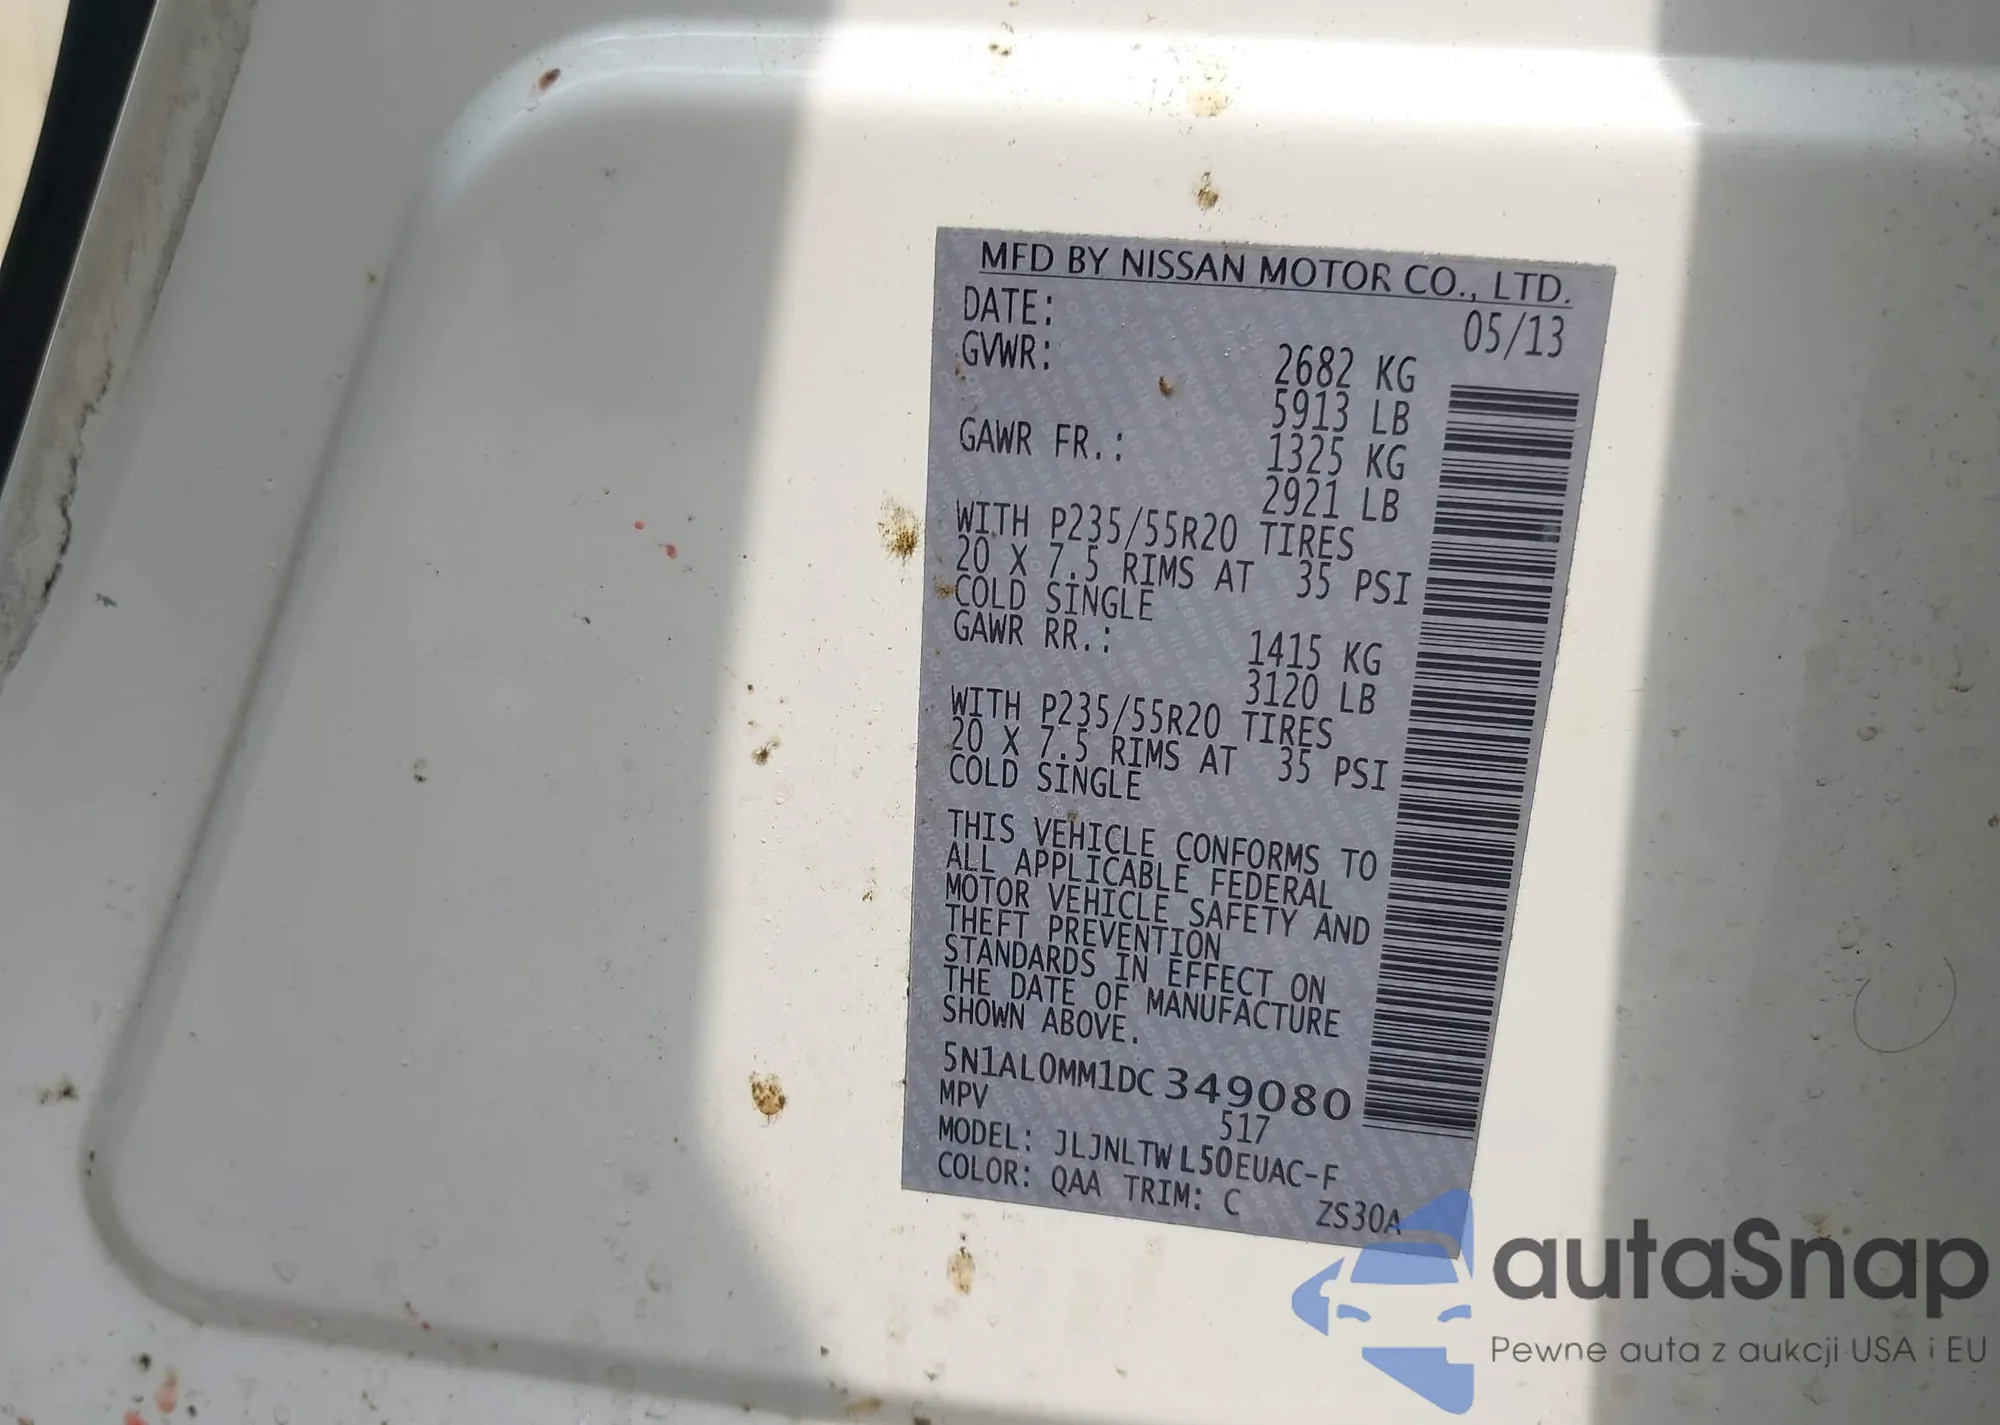 MFD BY NISSAN MOTOR CO., LTD.
DATE: 05/13
GVWR: 2682 KG
5913 LB
GAWR FR.: 1325 KG
2921 LB
WITH P235/55R20 TIRES
20 X 7.5 RIMS AT 35 PSI
COLD SINGLE
GAWR RR.: 1415 KG
3120 LB
WITH P235/55R20 TIRES
20 X 7.5 RIMS AT 35 PSI
COLD SINGLE
THIS VEHICLE CONFORMS TO
ALL APPLICABLE FEDERAL
MOTOR VEHICLE SAFETY AND
THEFT PREVENTION
STANDARDS IN EFFECT ON
THE DATE OF MANUFACTURE
SHOWN ABOVE.
5N1AL0MM1DC349080
MPV 517
MODEL: JLJNLTWL50EUAC-F
COLOR: QAA TRIM: C ZS30A
autaSnap
Pewne auta z aukcji USA i EU